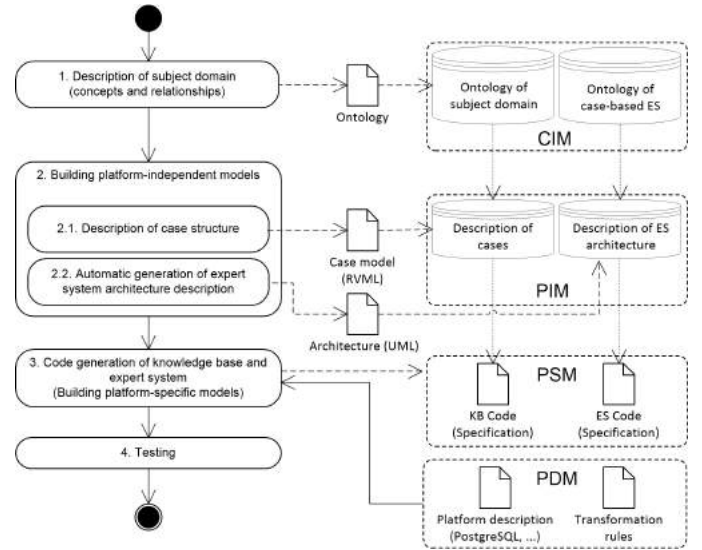 1. Description of subject domain
(concepts and relationships)
Ontology
Ontology of
subject domain
Ontology of
case-based ES
CIM
2. Building platform-independent models
2.1. Description of case structure
2.2. Automatic generation of expert
system architecture description
Case model
(RVML)
Architecture (UML)
Description of
cases
Description of ES
architecture
PIM
3. Code generation of knowledge base and
expert system
(Building platform-specific models)
PSM
KB Code
(Specification)
ES Code
(Specification)
4. Testing
PDM
Platform description
(PostgreSQL, ...)
Transformation
rules